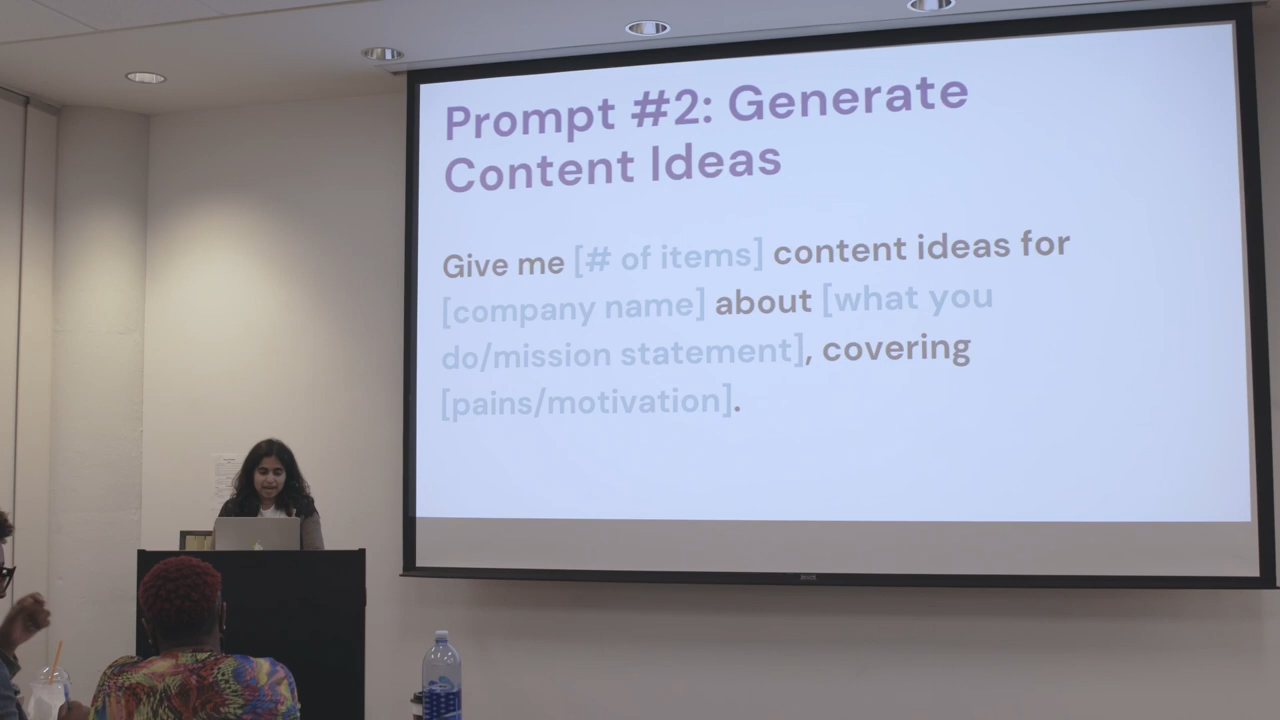 Prompt #2: Generate
Content Ideas
Give me [# of items] content ideas for
[company name] about [what you
do/mission statement], covering
[pains/motivation].